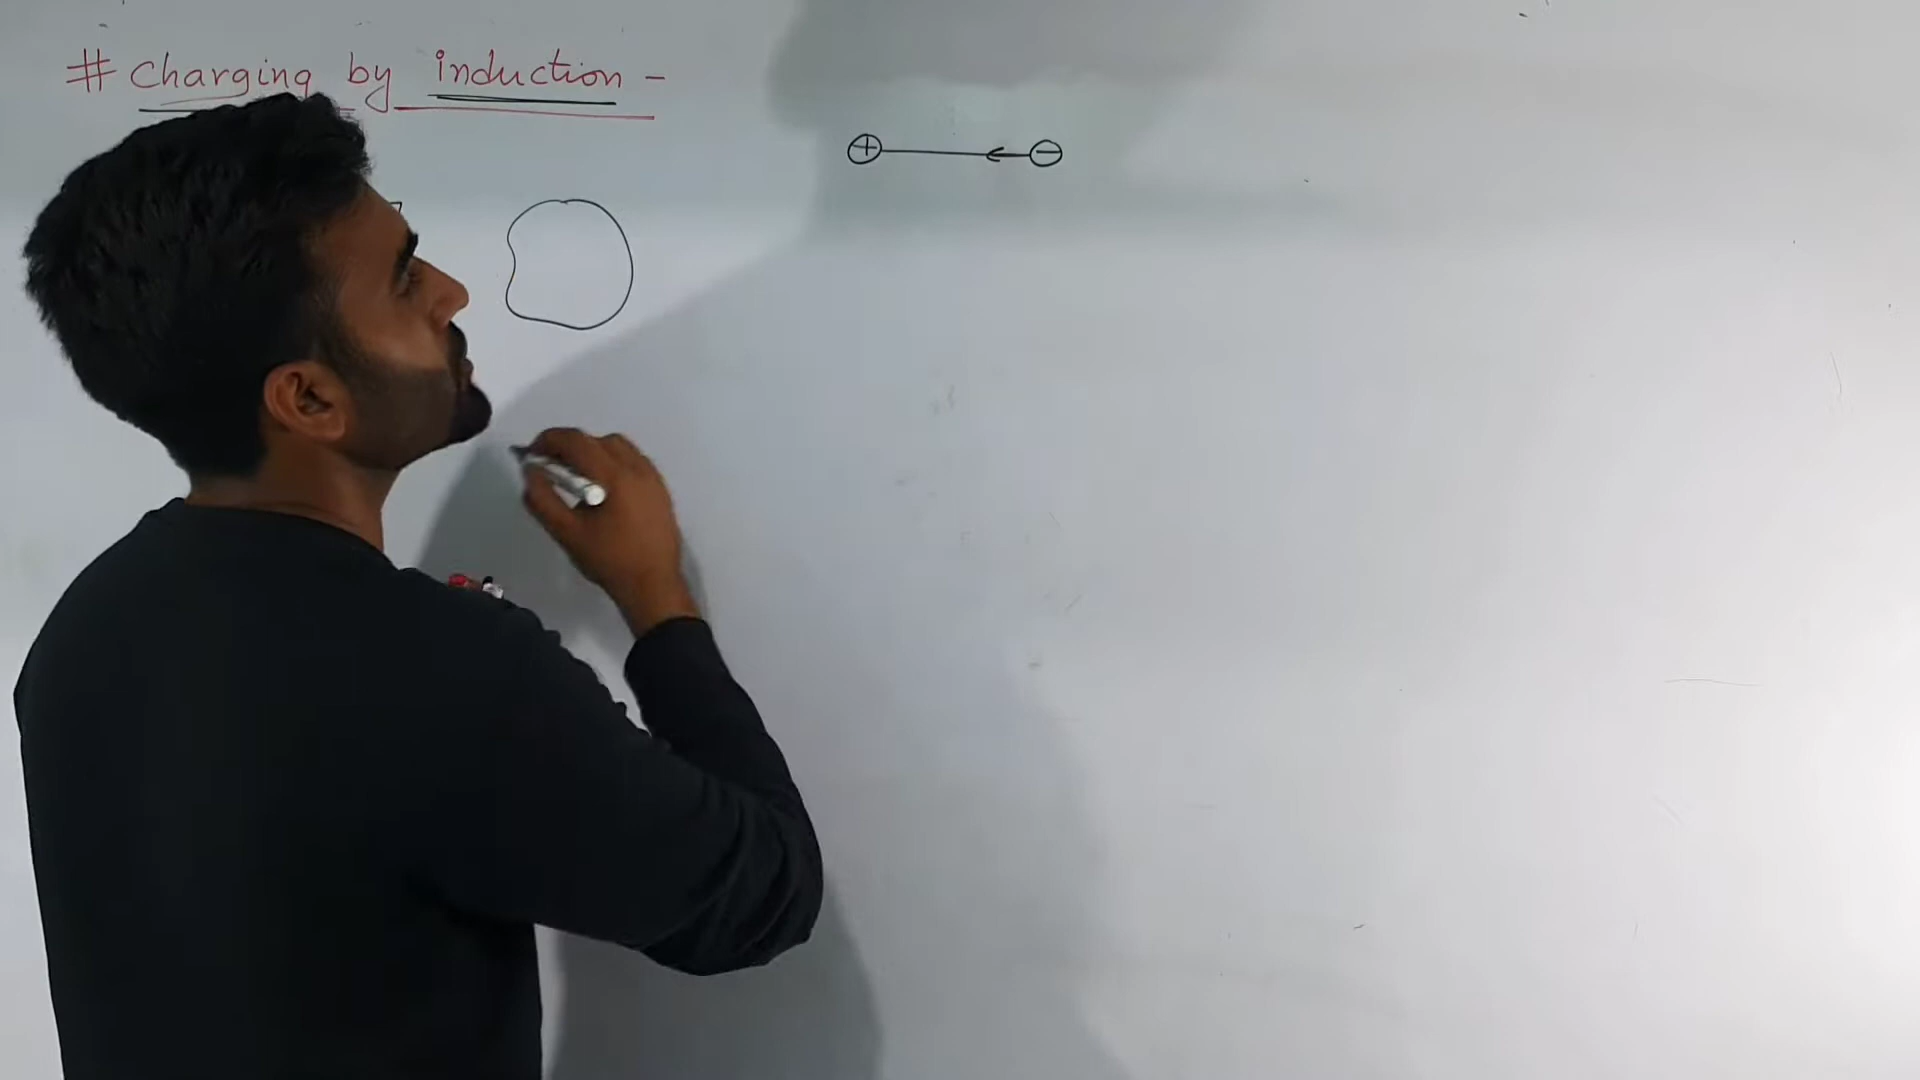 # Charging by induction -
+ -